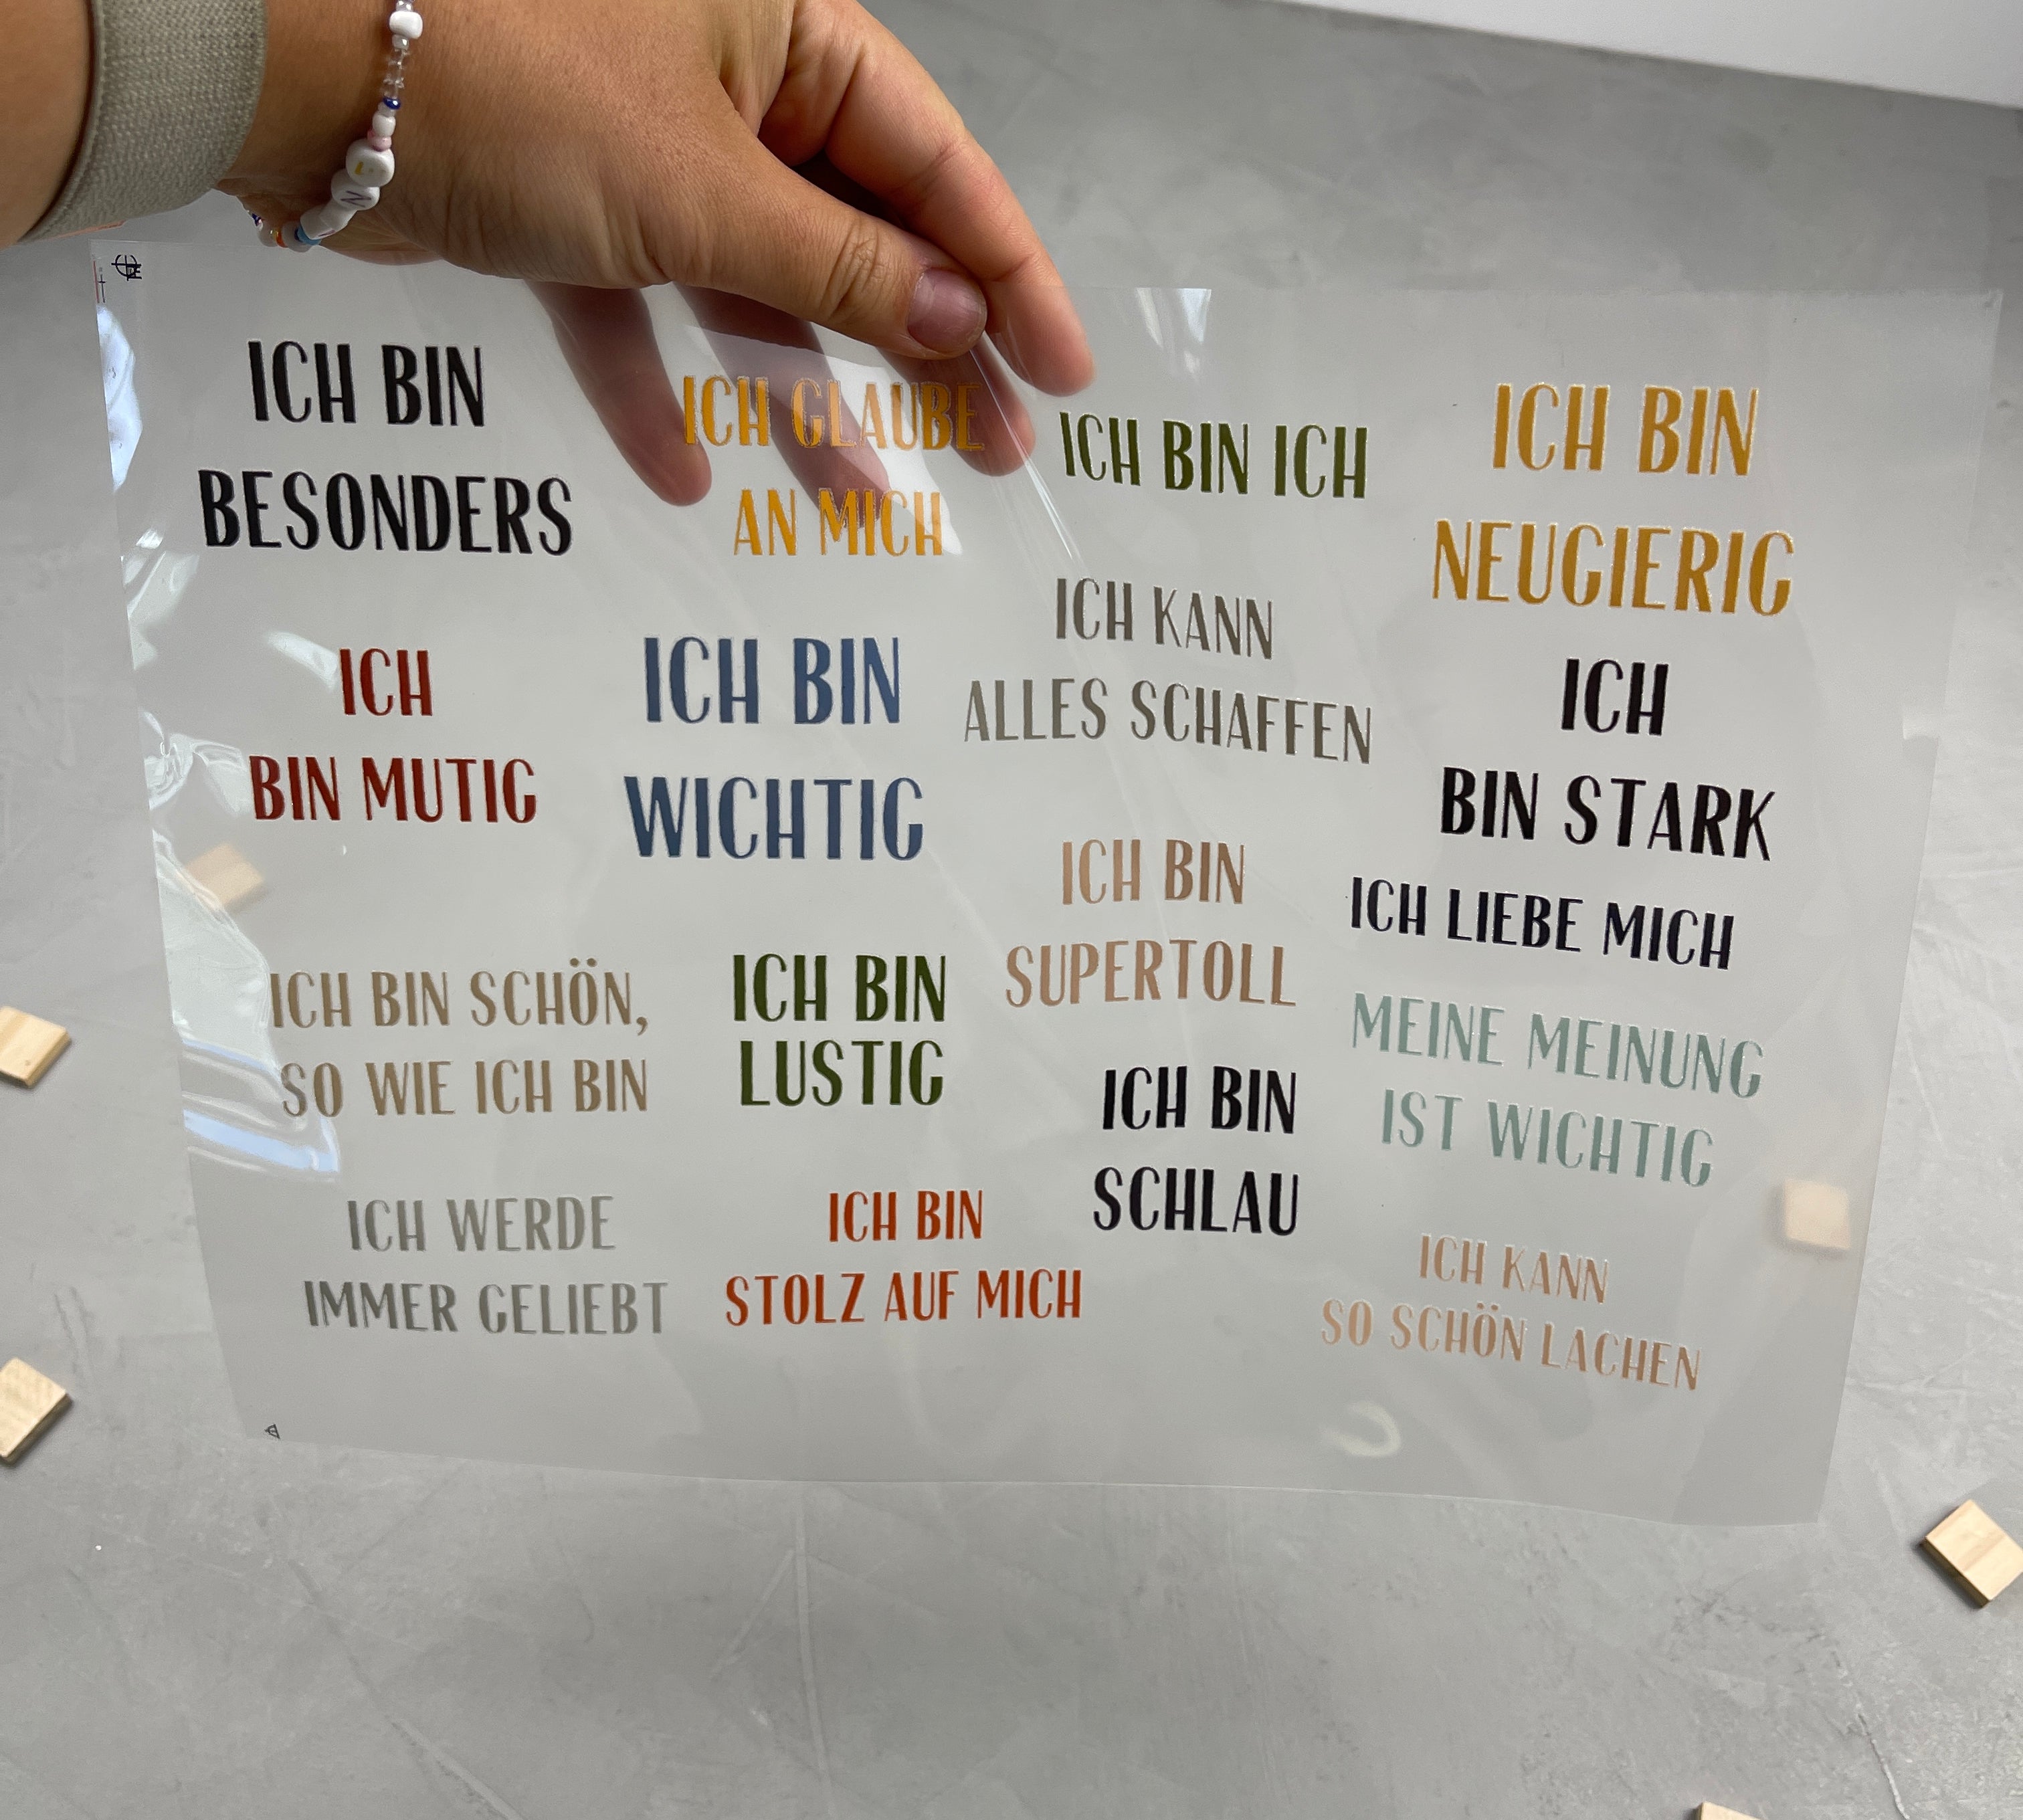 ICH BIN
BESONDERS
ICH GLAUBE
AN MICH
ICH BIN ICH
ICH BIN
NEUGIERIG
ICH
BIN MUTIG
ICH BIN
WICHTIG
ICH KANN
ALLES SCHAFFEN
ICH
BIN STARK
ICH BIN
SUPERTOLL
ICH LIEBE MICH
ICH BIN SCHÖN,
SO WIE ICH BIN
ICH BIN
LUSTIG
ICH BIN
SCHLAU
MEINE MEINUNG
IST WICHTIG
ICH WERDE
IMMER GELIEBT
ICH BIN
STOLZ AUF MICH
ICH KANN
SO SCHÖN LACHEN